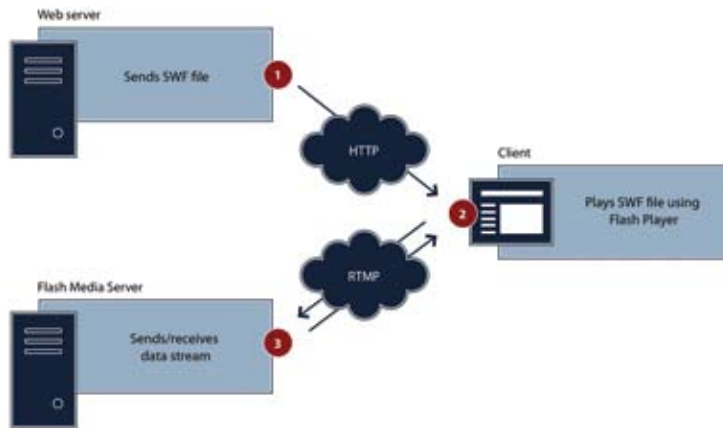 Web server
Sends SWF file
1
HTTP
Client
2
Plays SWF file using
Flash Player
RTMP
Flash Media Server
Sends/receives
data stream
3